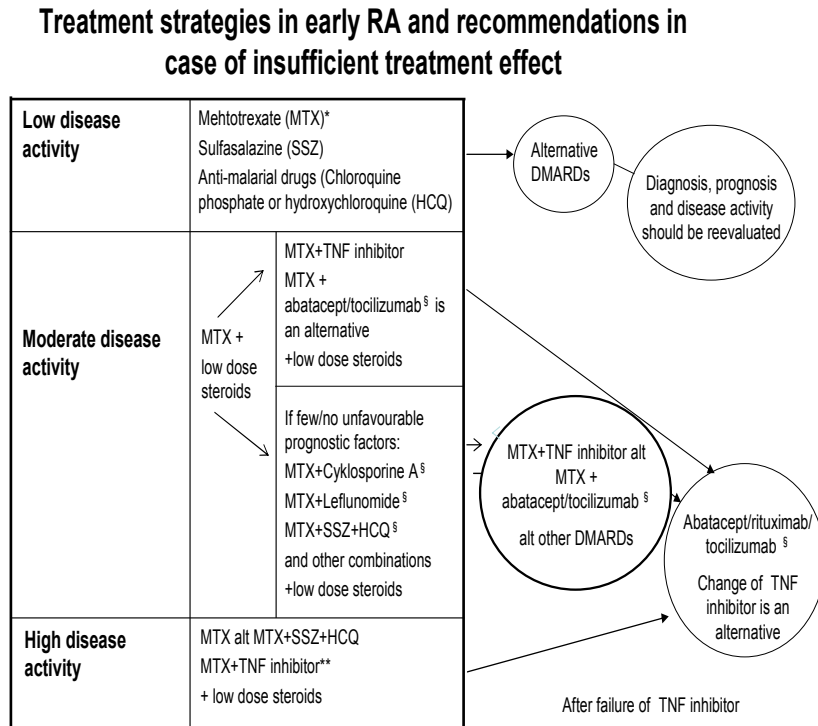 Treatment strategies in early RA and recommendations in
case of insufficient treatment effect
Low disease
activity
Mehtotrexate (MTX)*
Sulfasalazine (SSZ)
Anti-malarial drugs (Chloroquine
phosphate or hydroxychloroquine (HCQ)
Alternative
DMARDs
Diagnosis, prognosis
and disease activity
should be reevaluated
Moderate disease
activity
MTX +
low dose
steroids
MTX+TNF inhibitor
MTX +
abatacept/tocilizumab § is
an alternative
+low dose steroids
If few/no unfavourable
prognostic factors:
MTX+Cyklosporine A §
MTX+Leflunomide §
MTX+SSZ+HCQ §
and other combinations
+low dose steroids
MTX+TNF inhibitor alt
MTX +
abatacept/tocilizumab §
alt other DMARDs
Abatacept/rituximab/
tocilizumab §
Change of TNF
inhibitor is an
alternative
High disease
activity
MTX alt MTX+SSZ+HCQ
MTX+TNF inhibitor**
+ low dose steroids
After failure of TNF inhibitor